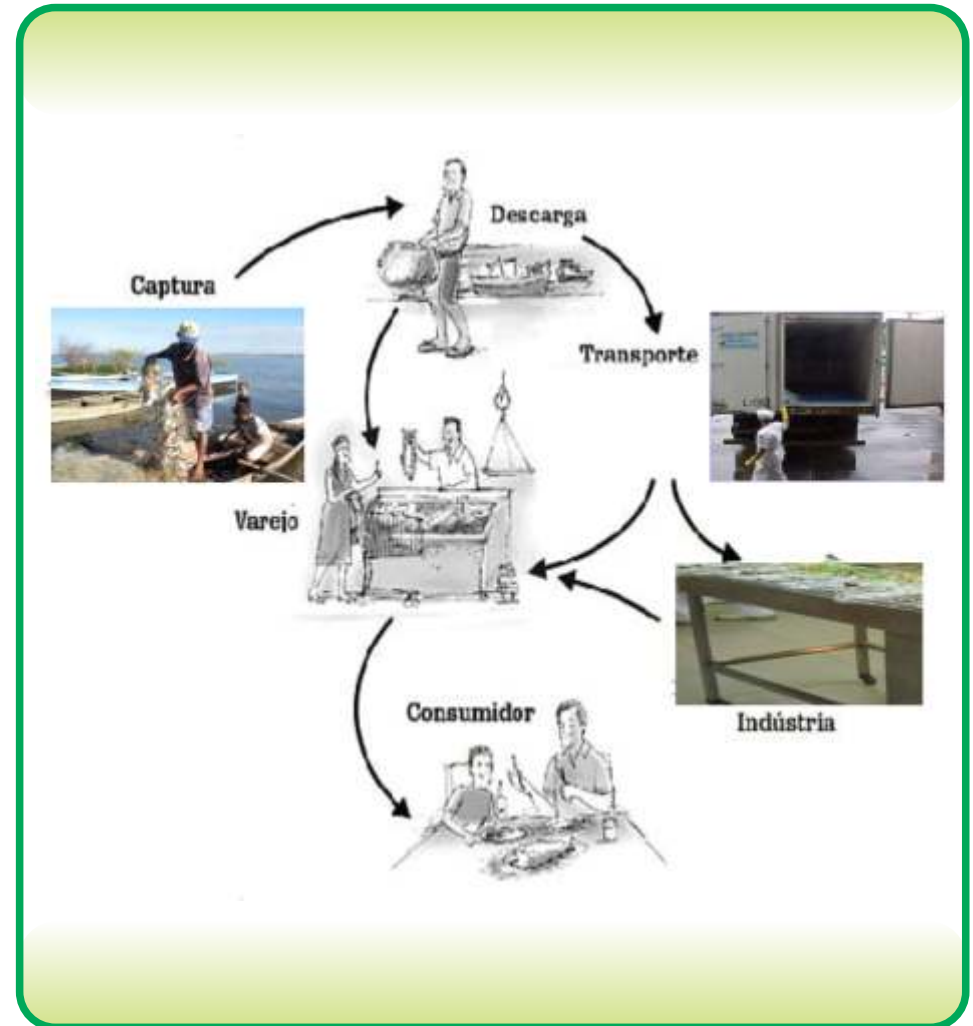 Descarga
Captura
Transporte
Varejo
Consumidor
Indústria